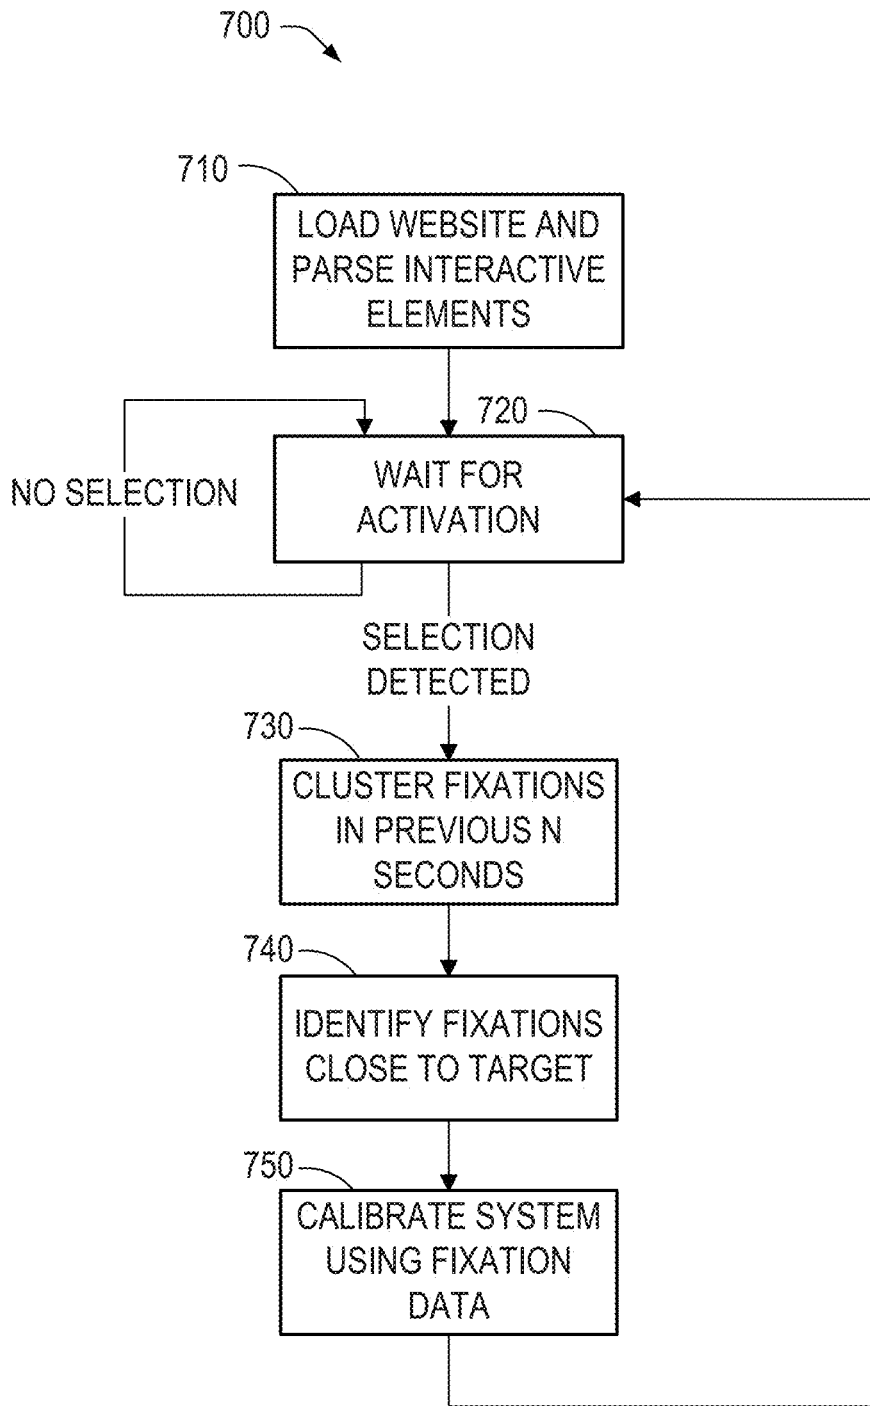 700
710
LOAD WEBSITE AND
PARSE INTERACTIVE
ELEMENTS
720
WAIT FOR
ACTIVATION
NO SELECTION
SELECTION
DETECTED
730
CLUSTER FIXATIONS
IN PREVIOUS N
SECONDS
740
IDENTIFY FIXATIONS
CLOSE TO TARGET
750
CALIBRATE SYSTEM
USING FIXATION
DATA